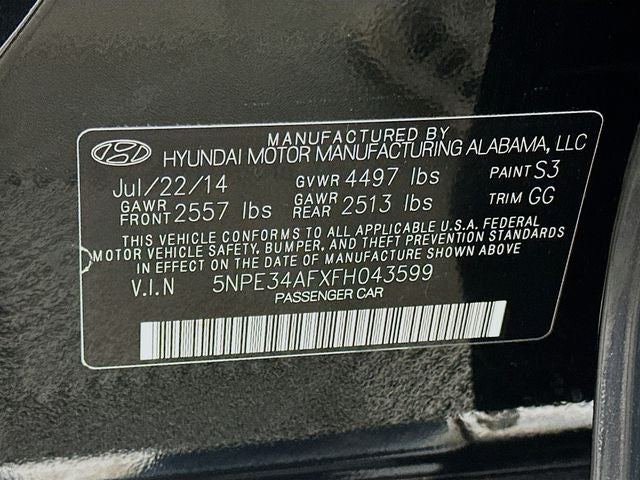 MANUFACTURED BY
HYUNDAI MOTOR MANUFACTURING ALABAMA, LLC
Jul/22/14 GVWR 4497 lbs PAINT S3
GAWR FRONT 2557 lbs GAWR REAR 2513 lbs TRIM GG
THIS VEHICLE CONFORMS TO ALL APPLICABLE U.S.A. FEDERAL
MOTOR VEHICLE SAFETY, BUMPER, AND THEFT PREVENTION STANDARDS
IN EFFECT ON THE DATE OF MANUFACTURE SHOWN ABOVE
V.I.N 5NPE34AFXFH043599
PASSENGER CAR